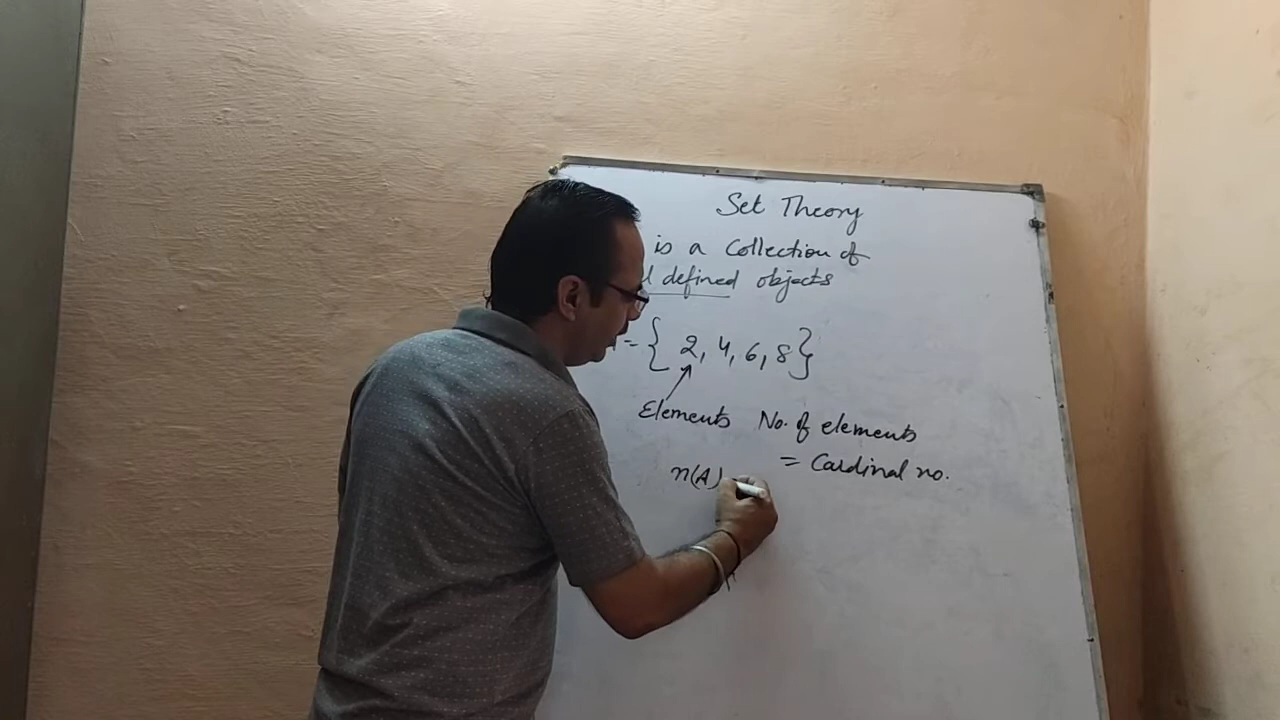 Set Theory
is a Collection of
defined objects
= { 2, 4, 6, 8 }
Elements No. of elements
= Cardinal no.
n(A)